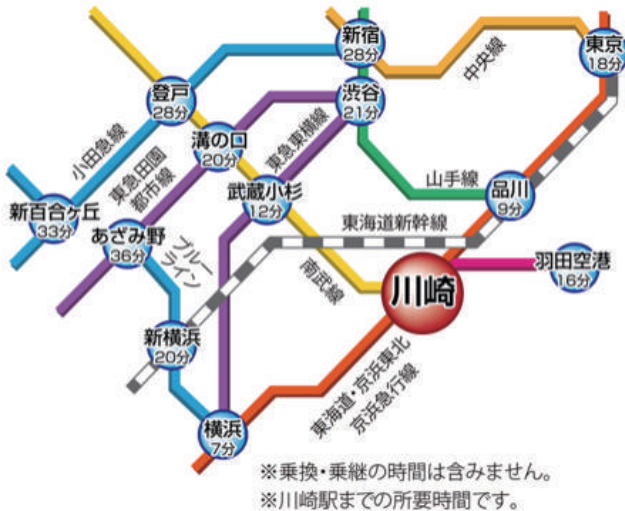 新宿
28分
中央線
東京
18分
登戸
28分
渋谷
21分
小田急線
東急田園
都市線
溝の口
20分
東急東横線
山手線
武蔵小杉
12分
品川
9分
新百合ヶ丘
33分
あざみ野
36分
ブルー
ライン
東海道新幹線
南武線
川崎
羽田空港
16分
新横浜
20分
東海道・京浜東北
京浜急行線
横浜
7分
※乗換・乗継の時間は含みません。
※川崎駅までの所要時間です。